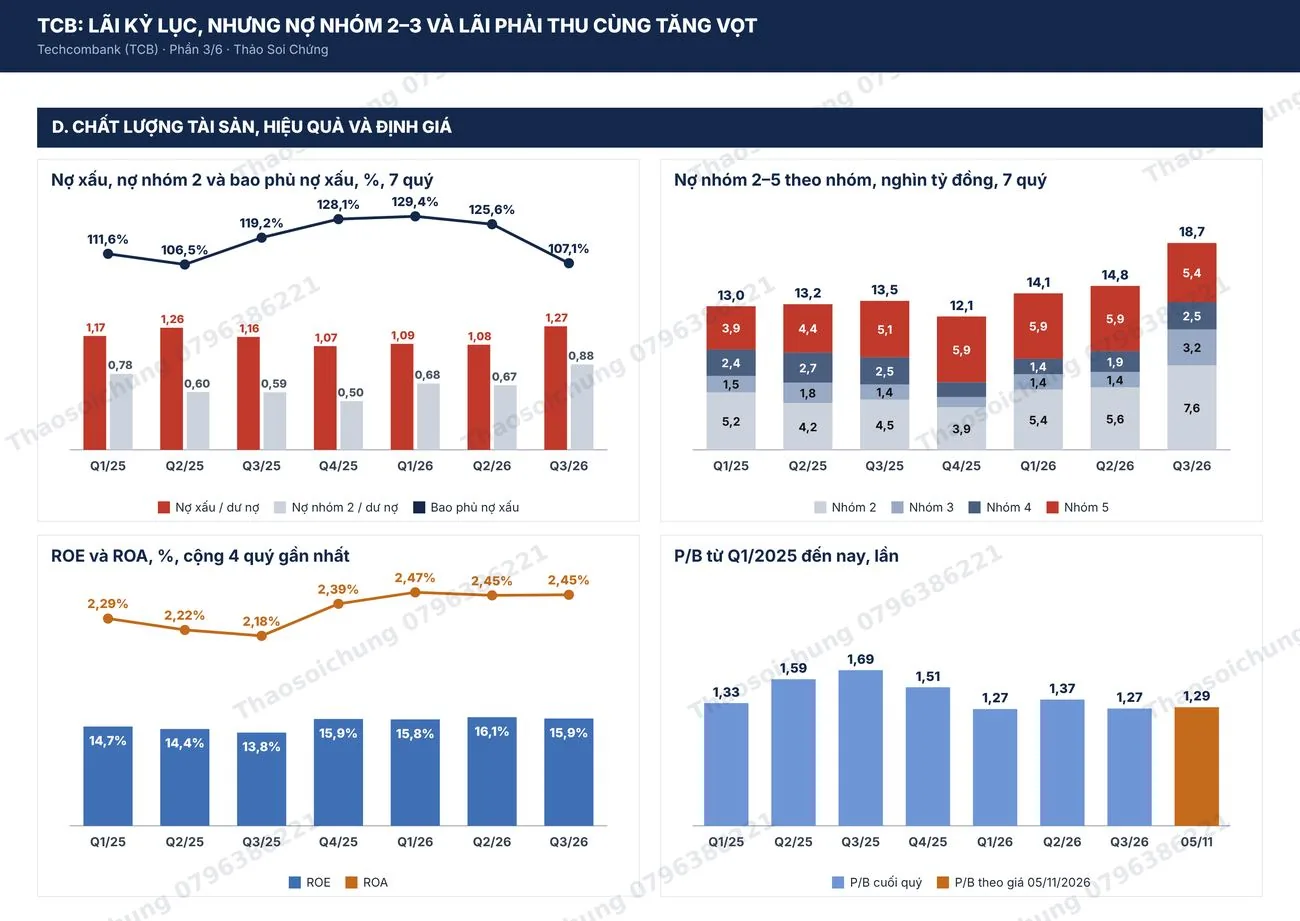 TCB: LÃI KỶ LỤC, NHƯNG NỢ NHÓM 2–3 VÀ LÃI PHẢI THU CÙNG TĂNG VỌT
Techcombank (TCB) · Phần 3/6 · Thảo Soi Chứng
D. CHẤT LƯỢNG TÀI SẢN, HIỆU QUẢ VÀ ĐỊNH GIÁ
Nợ xấu, nợ nhóm 2 và bao phủ nợ xấu, %, 7 quý
111,6% 106,5% 119,2% 128,1% 129,4% 125,6% 107,1%
1,17 1,26 1,16 1,07 1,09 1,08 1,27
0,78 0,60 0,59 0,50 0,68 0,67 0,88
Q1/25 Q2/25 Q3/25 Q4/25 Q1/26 Q2/26 Q3/26
Nợ xấu / dư nợ Nợ nhóm 2 / dư nợ Bao phủ nợ xấu
Nợ nhóm 2–5 theo nhóm, nghìn tỷ đồng, 7 quý
13,0 13,2 13,5 12,1 14,1 14,8 18,7
3,9 4,4 5,1 5,9 5,9 5,9 5,4
2,4 2,7 2,5 1,4 1,9 2,5
1,5 1,8 1,4 1,4 1,4 3,2
5,2 4,2 4,5 3,9 5,4 5,6 7,6
Q1/25 Q2/25 Q3/25 Q4/25 Q1/26 Q2/26 Q3/26
Nhóm 2 Nhóm 3 Nhóm 4 Nhóm 5
ROE và ROA, %, cộng 4 quý gần nhất
2,29% 2,22% 2,18% 2,39% 2,47% 2,45% 2,45%
14,7% 14,4% 13,8% 15,9% 15,8% 16,1% 15,9%
Q1/25 Q2/25 Q3/25 Q4/25 Q1/26 Q2/26 Q3/26
ROE ROA
P/B từ Q1/2025 đến nay, lần
1,33 1,59 1,69 1,51 1,27 1,37 1,27 1,29
Q1/25 Q2/25 Q3/25 Q4/25 Q1/26 Q2/26 Q3/26 05/11
P/B cuối quý P/B theo giá 05/11/2026
Thaosoichung 0796386221